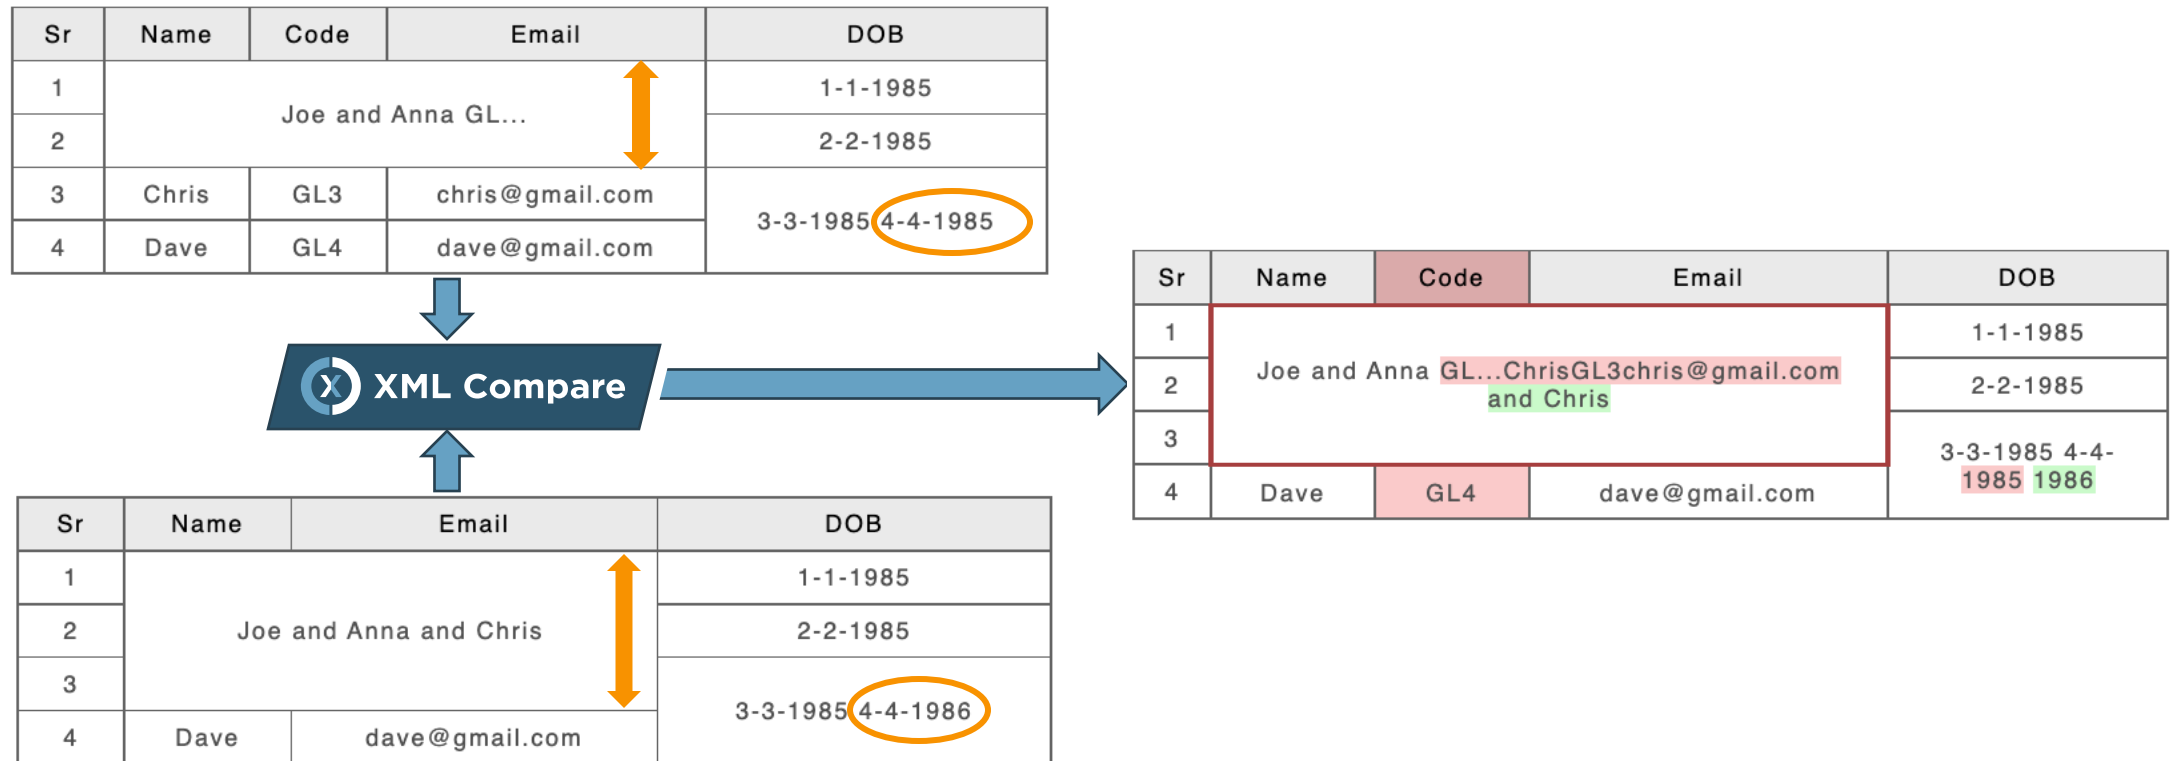 Sr Name Code Email DOB
1 1-1-1985
Joe and Anna GL...
2 2-2-1985
3 Chris GL3 chris@gmail.com
3-3-1985 4-4-1985
4 Dave GL4 dave@gmail.com
XML Compare
Sr Name Email DOB
1 1-1-1985
2 Joe and Anna and Chris 2-2-1985
3
3-3-1985 4-4-1986
4 Dave dave@gmail.com
Sr Name Code Email DOB
1 1-1-1985
Joe and Anna GL...ChrisGL3chris@gmail.com
2 2-2-1985
and Chris
3
3-3-1985 4-4-
1985 1986
4 Dave GL4 dave@gmail.com